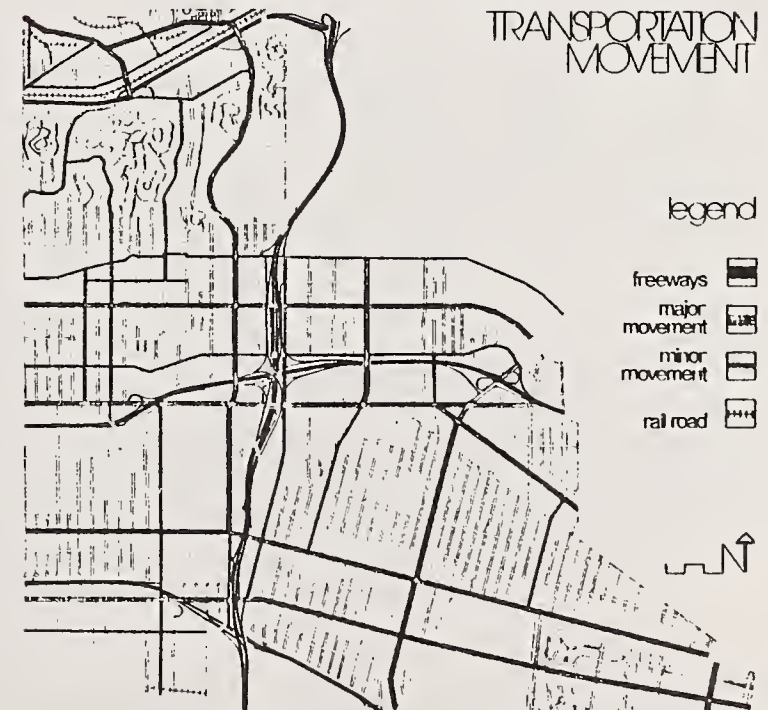 TRANSPORTATION
MOVEMENT
legend
freeways
major
movement
minor
movement
rail road
N